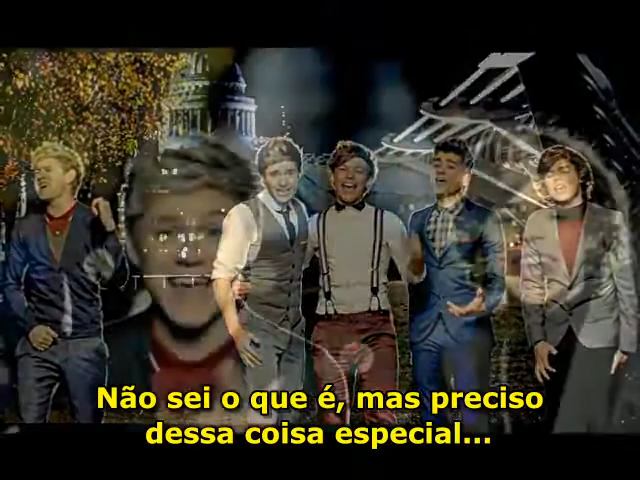 Não sei o que é, mas preciso
dessa coisa especial...